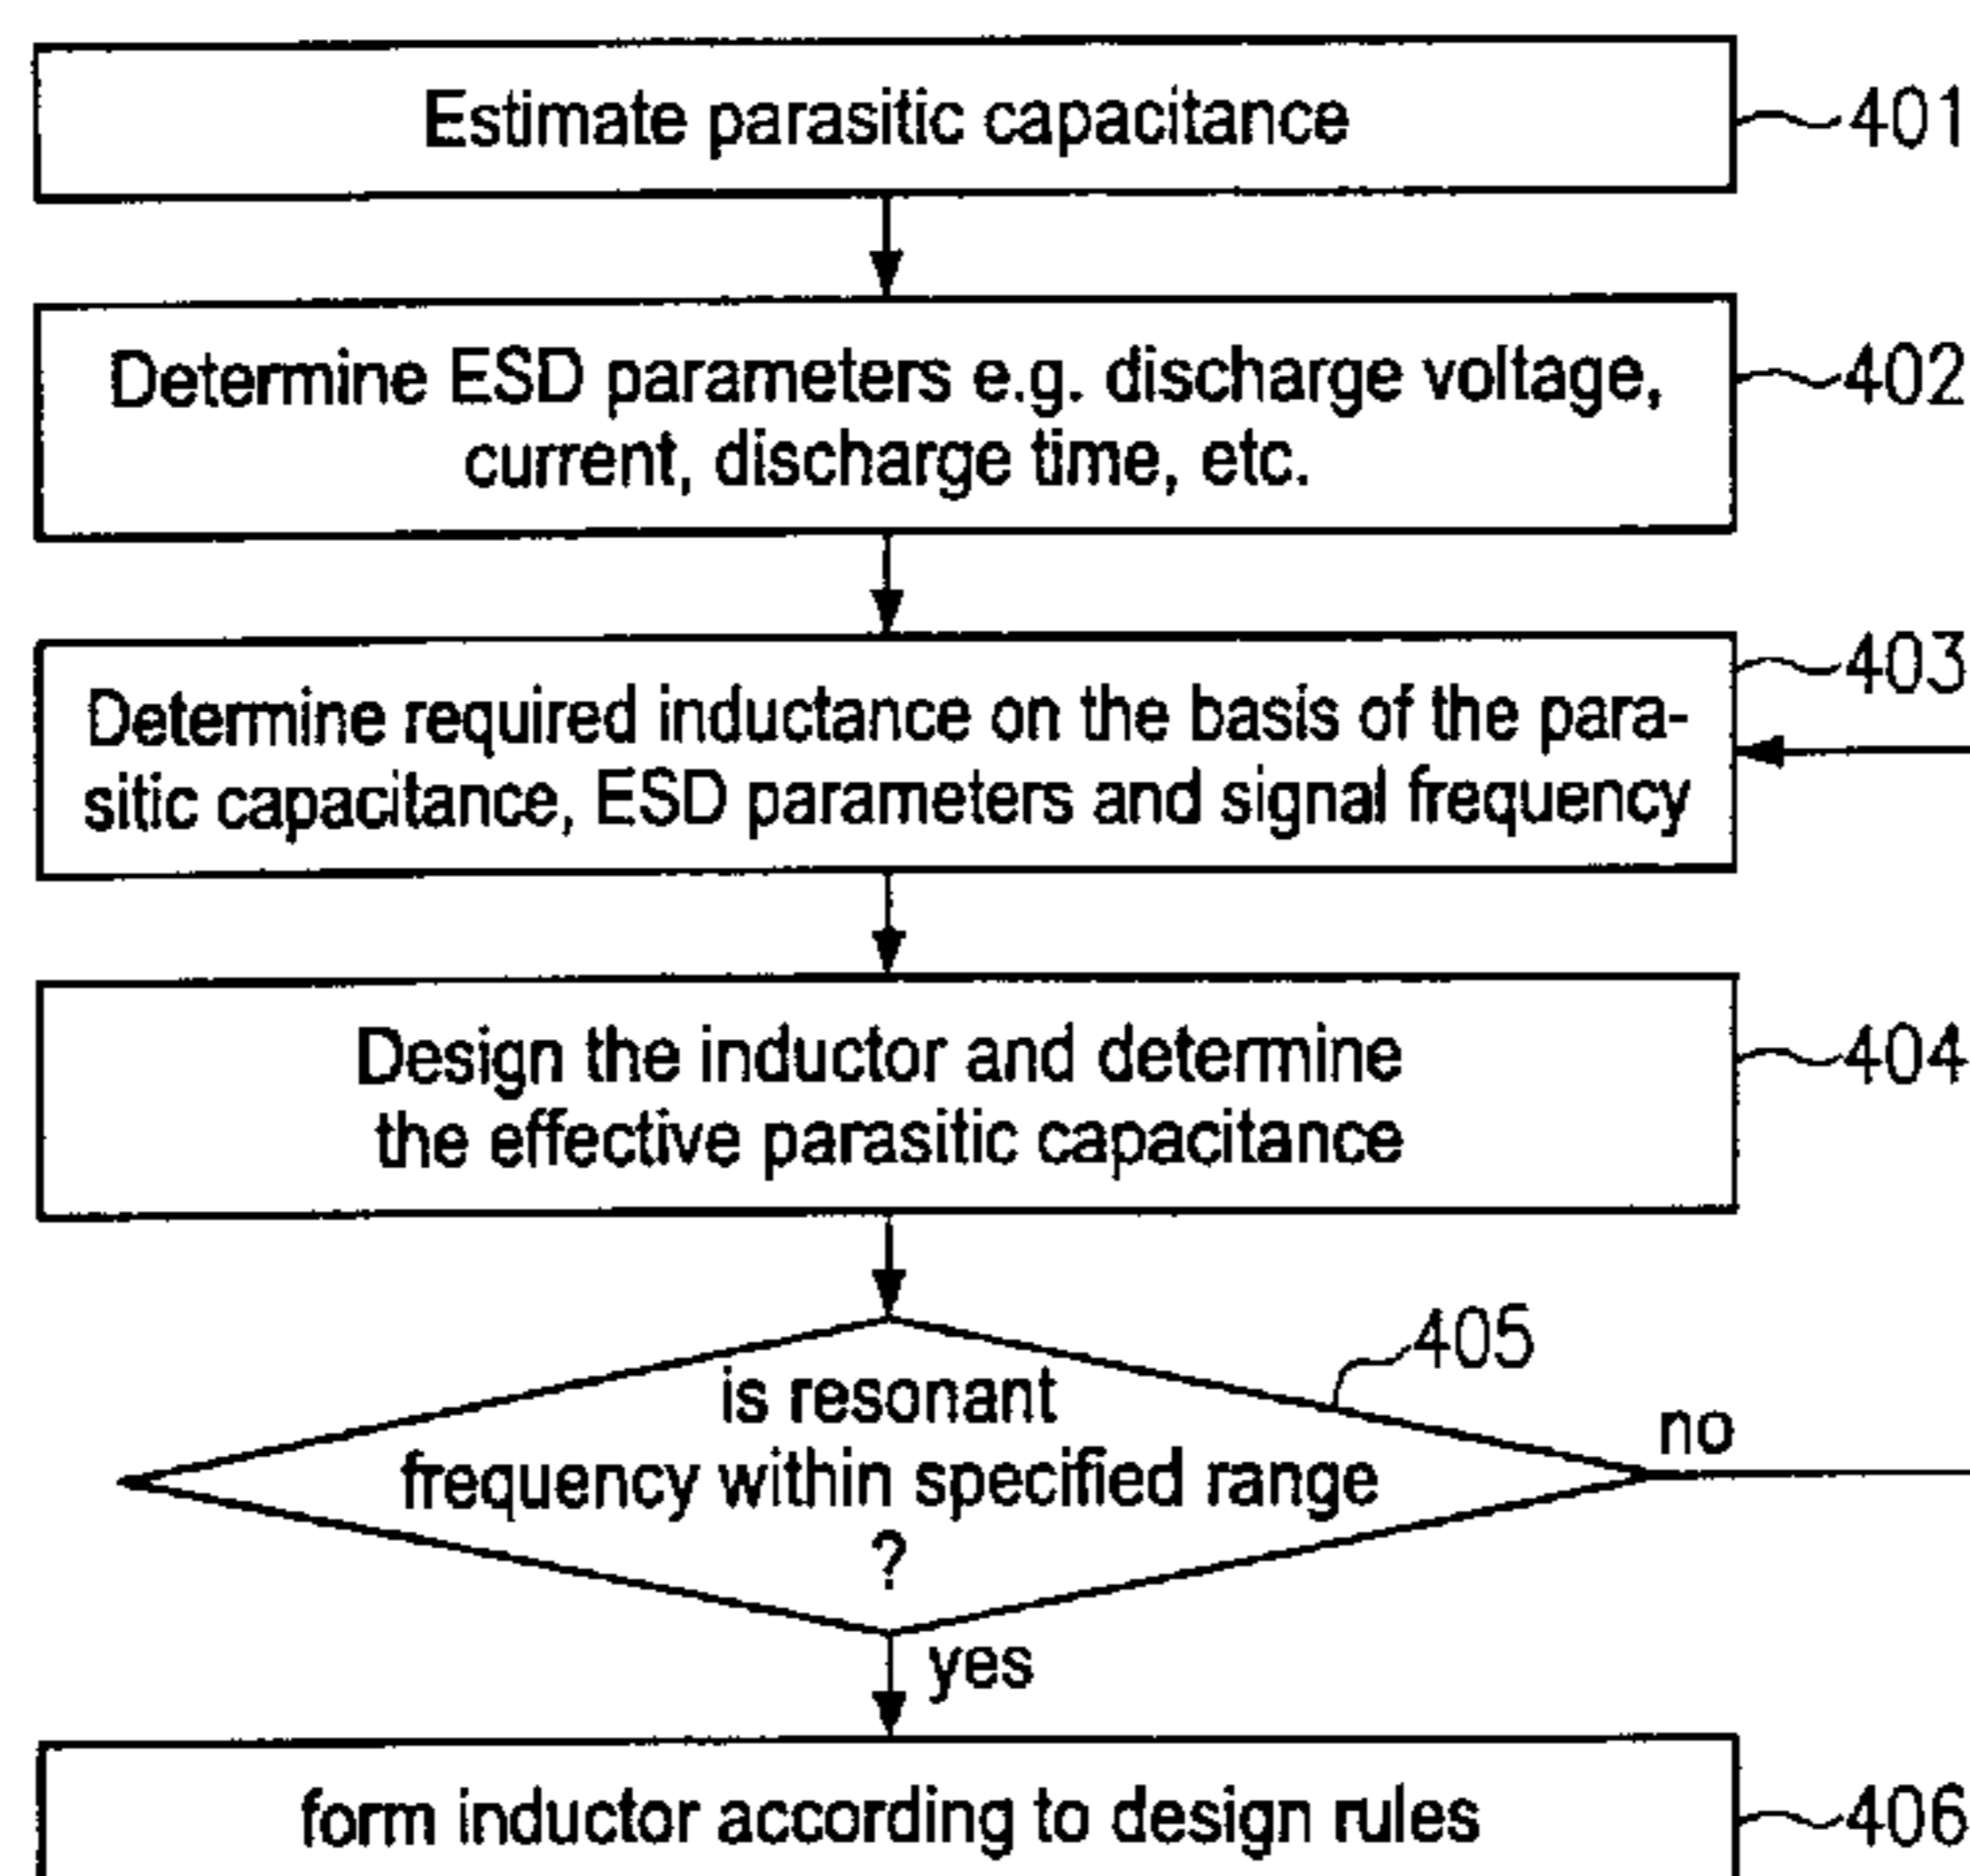 Estimate parasitic capacitance
401
Determine ESD parameters e.g. discharge voltage,
current, discharge time, etc.
402
403
Determine required inductance on the basis of the para-
sitic capacitance, ESD parameters and signal frequency
Design the inductor and determine
the effective parasitic capacitance
404
405
is resonant
frequency within specified range
?
no
yes
form inductor according to design rules
406